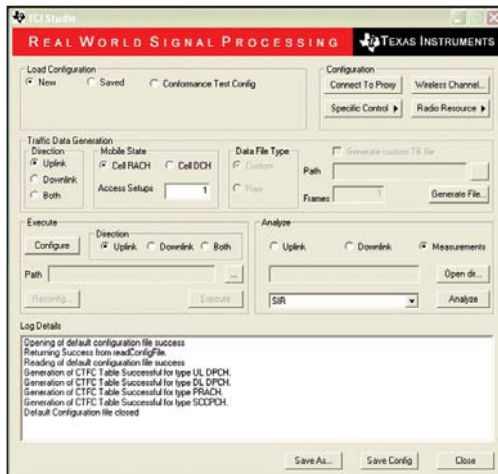 TCI Studio
REAL WORLD SIGNAL PROCESSING
TEXAS INSTRUMENTS
Load Configuration
New Saved Conformance Test Config
Configuration
Connect To Proxy Wireless Channel...
Specific Control Radio Resource
Traffic Data Generation
Direction
Uplink
Downlink
Both
Mobile State
Cell RACH Cell DCH
Access Setups 1
Data File Type
Custom
Raw
Generate custom TB file
Path
Frames 1 Generate File...
Execute
Configure
Direction
Uplink Downlink Both
Path ...
Reconfig... Execute
Analyze
Uplink Downlink Measurements
Open dir...
SIR Analyze
Log Details
Opening of default configuration file success
Returning Success from readConfigFile.
Reading of default configuration file success
Generation of CTFC Table Successful for type UL DPCH.
Generation of CTFC Table Successful for type DL DPCH.
Generation of CTFC Table Successful for type PRACH.
Generation of CTFC Table Successful for type SCCPCH.
Default Configuration file closed
Save As... Save Config Close